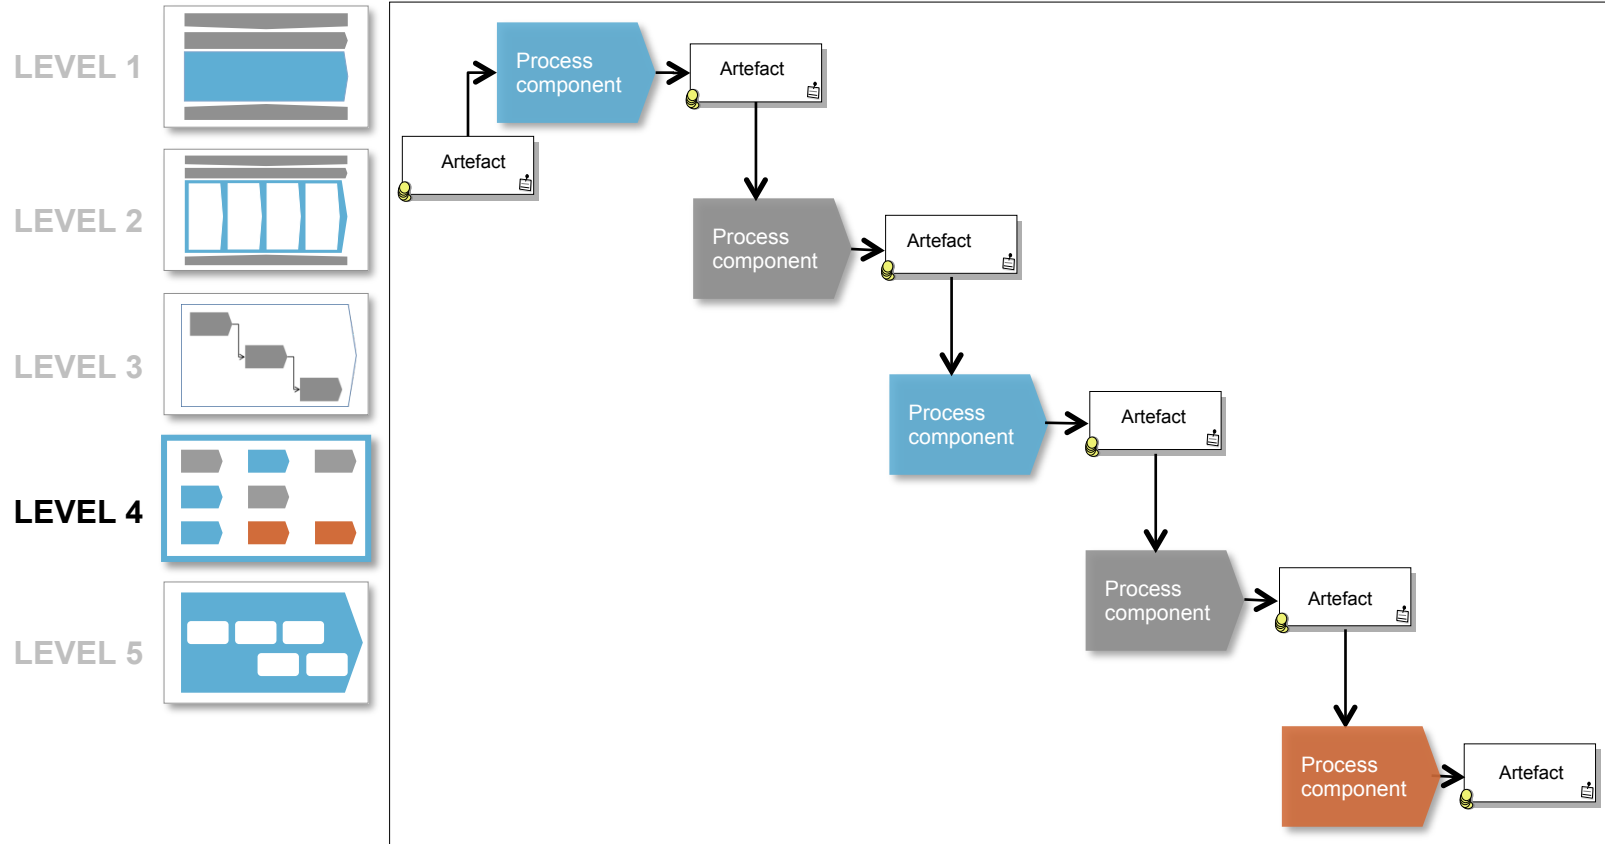 LEVEL 1
LEVEL 2
LEVEL 3
LEVEL 4
LEVEL 5
Artefact
Process
component
Artefact
Process
component
Artefact
Process
component
Artefact
Process
component
Artefact
Process
component
Artefact